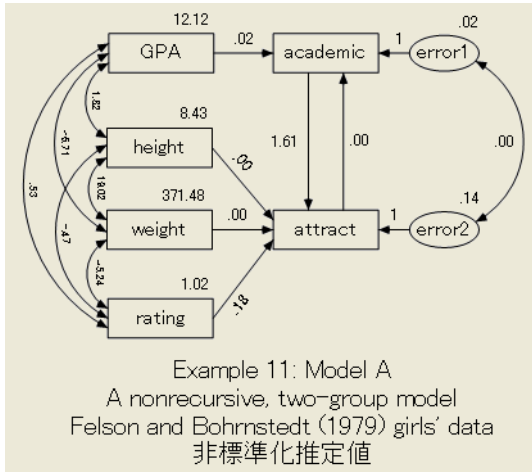 12.12
GPA
.02
academic
1
error1
.02
1.82
8.43
height
-6.71
.53
19.02
.00
1.61
.00
.00
371.48
weight
.00
attract
1
error2
.14
-.47
-5.24
1.02
rating
.18
Example 11: Model A
A nonrecursive, two-group model
Felson and Bohrnstedt (1979) girls' data
非標準化推定値